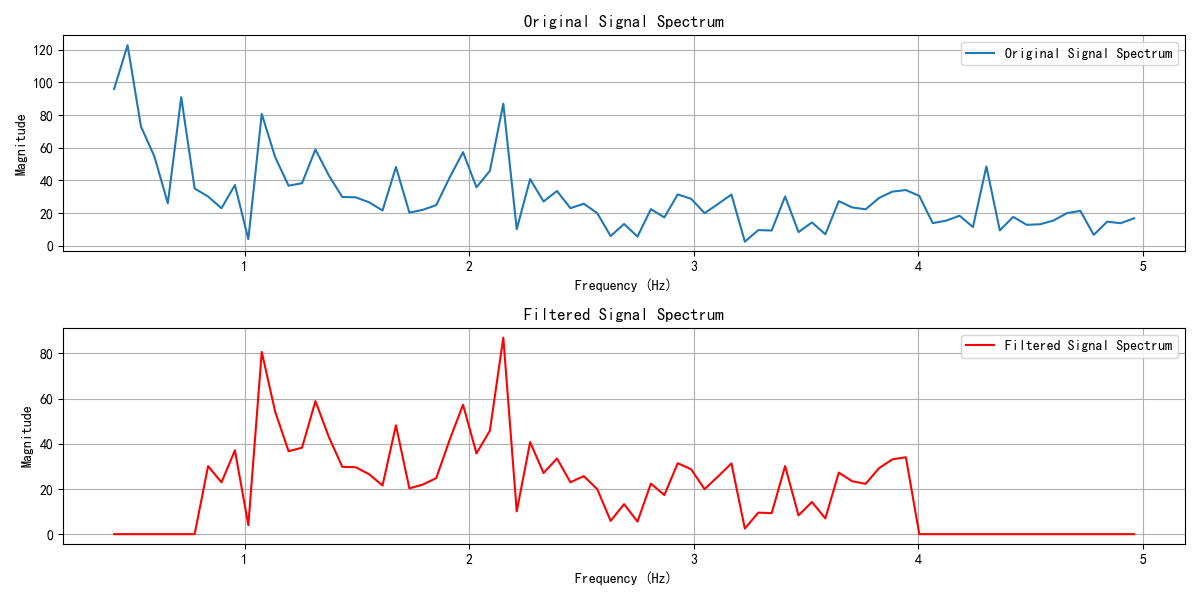 Original Signal Spectrum
Original Signal Spectrum
Magnitude
120
100
80
60
40
20
0
1
2
3
4
5
Frequency (Hz)
Filtered Signal Spectrum
Filtered Signal Spectrum
Magnitude
80
60
40
20
0
1
2
3
4
5
Frequency (Hz)